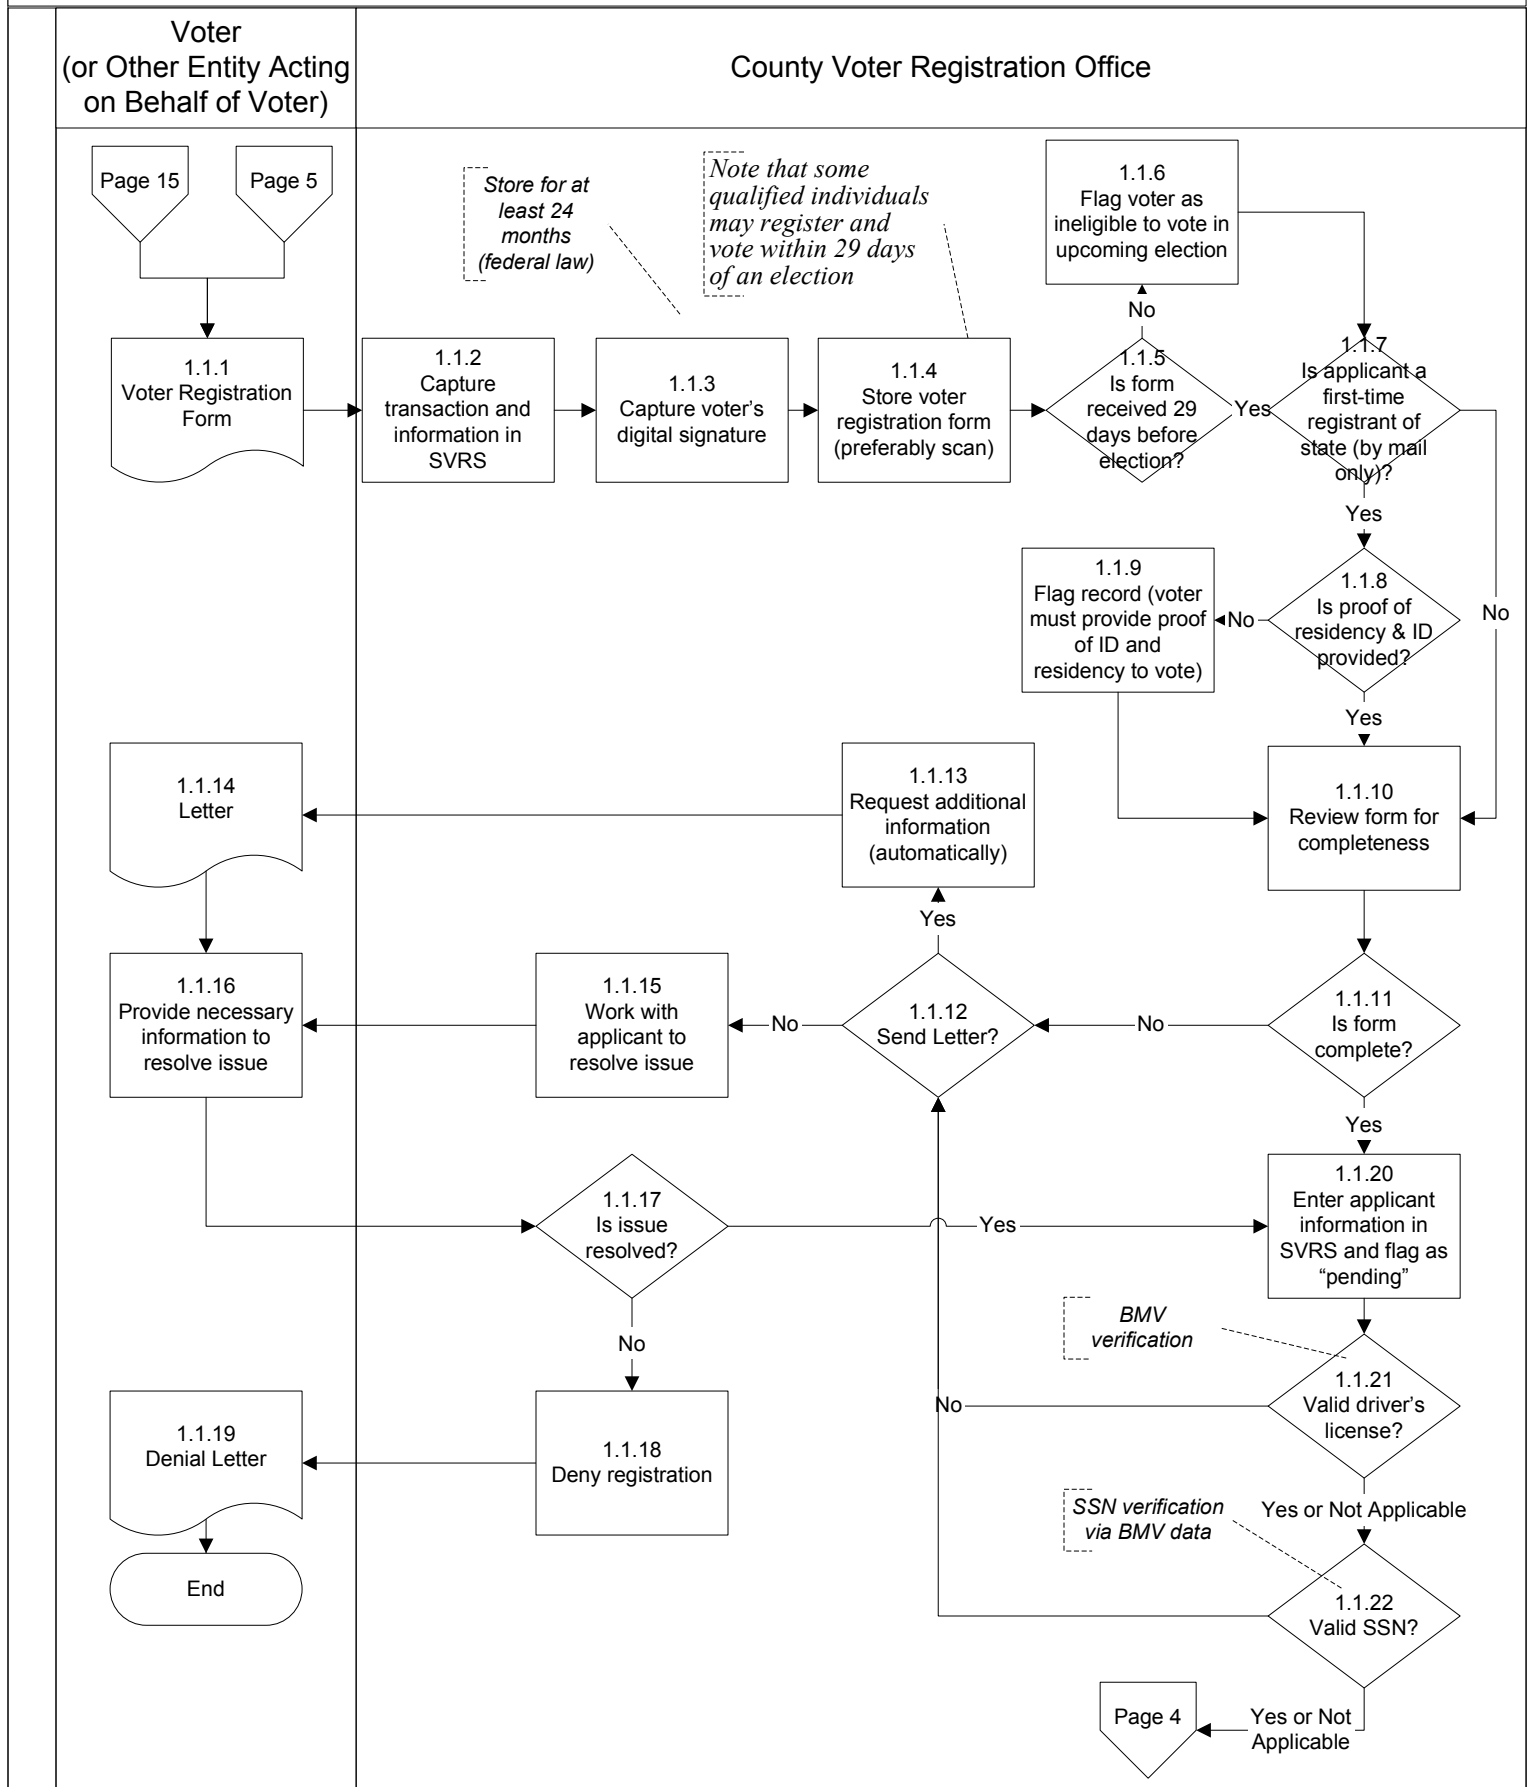 Voter
(or Other Entity Acting
on Behalf of Voter)
County Voter Registration Office
Page 15
Page 5
Store for at
least 24
months
(federal law)
Note that some
qualified individuals
may register and
vote within 29 days
of an election
1.1.6
Flag voter as
ineligible to vote in
upcoming election
No
1.1.1
Voter Registration
Form
1.1.2
Capture
transaction and
information in
SVRS
1.1.3
Capture voter’s
digital signature
1.1.4
Store voter
registration form
(preferably scan)
1.1.5
Is form
received 29
days before
election?
Yes
1.1.7
Is applicant a
first-time
registrant of
state (by mail
only)?
Yes
No
1.1.9
Flag record (voter
must provide proof
of ID and
residency to vote)
No
1.1.8
Is proof of
residency & ID
provided?
Yes
1.1.14
Letter
1.1.13
Request additional
information
(automatically)
1.1.10
Review form for
completeness
Yes
1.1.16
Provide necessary
information to
resolve issue
1.1.15
Work with
applicant to
resolve issue
No
1.1.12
Send Letter?
No
1.1.11
Is form
complete?
Yes
1.1.17
Is issue
resolved?
Yes
1.1.20
Enter applicant
information in
SVRS and flag as
“pending”
No
BMV
verification
1.1.19
Denial Letter
1.1.18
Deny registration
No
1.1.21
Valid driver’s
license?
SSN verification
via BMV data
Yes or Not Applicable
End
1.1.22
Valid SSN?
Page 4
Yes or Not
Applicable